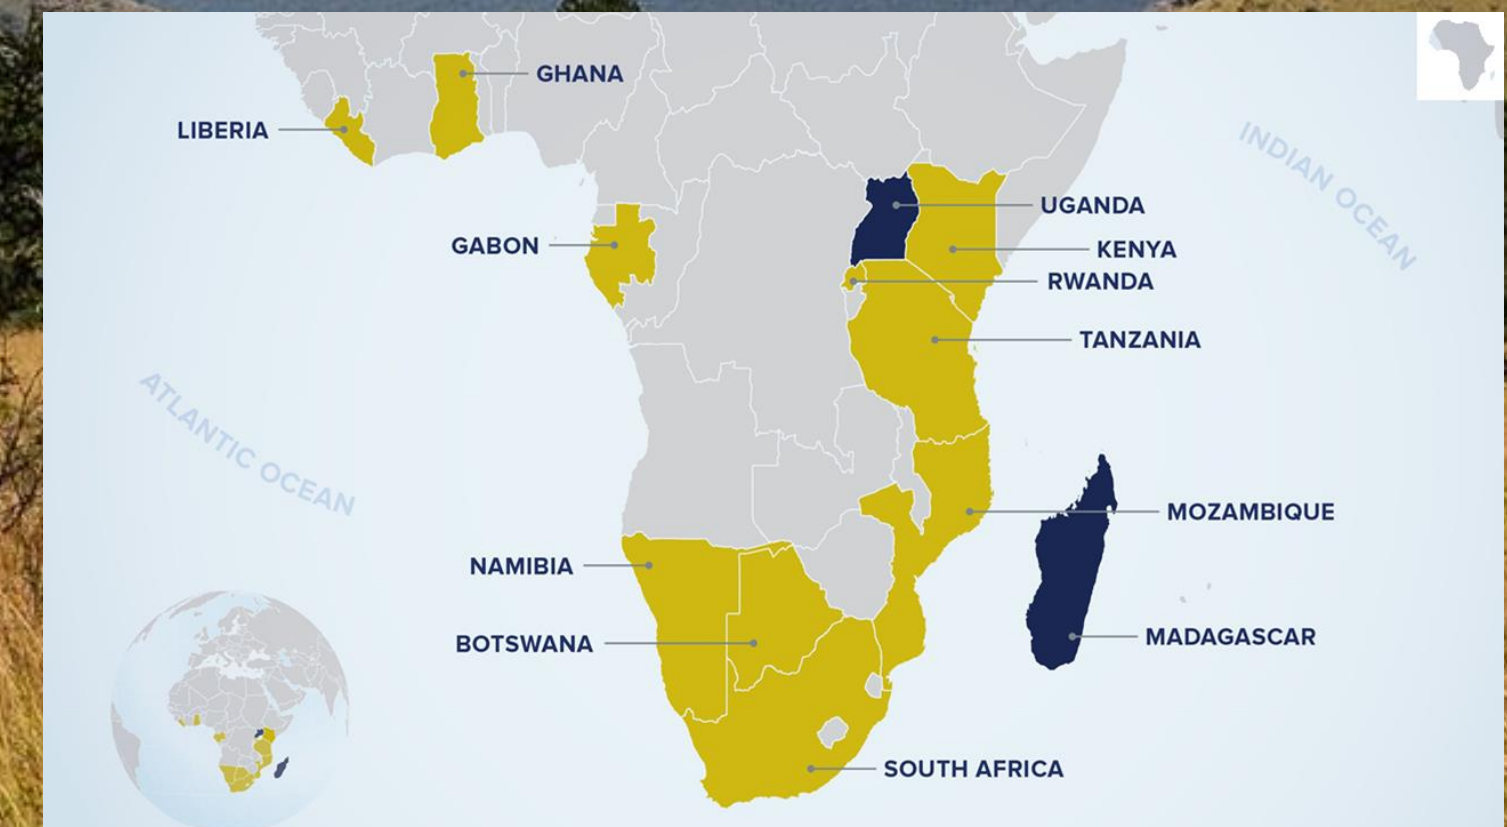 GHANA
LIBERIA
INDIAN OCEAN
UGANDA
GABON
KENYA
RWANDA
TANZANIA
ATLANTIC OCEAN
MOZAMBIQUE
NAMIBIA
MADAGASCAR
BOTSWANA
SOUTH AFRICA